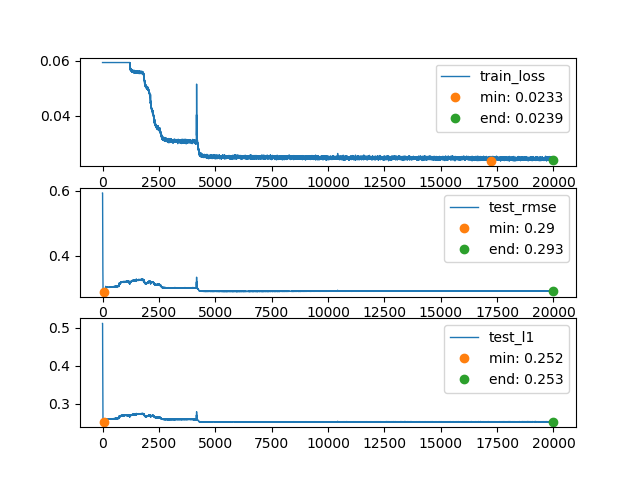 0.06
0.04
train_loss
min: 0.0233
end: 0.0239
0 2500 5000 7500 10000 12500 15000 17500 20000
0.6
0.4
test_rmse
min: 0.29
end: 0.293
0 2500 5000 7500 10000 12500 15000 17500 20000
0.5
0.4
0.3
test_l1
min: 0.252
end: 0.253
0 2500 5000 7500 10000 12500 15000 17500 20000